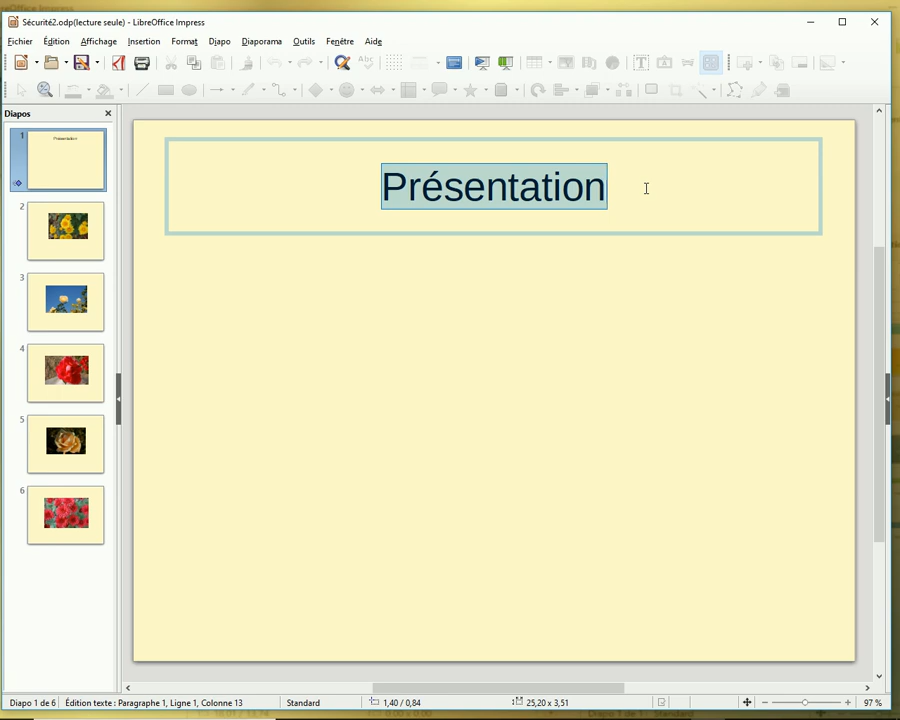 Sécurité2.odp(lecture seule) - LibreOffice Impress
Fichier Édition Affichage Insertion Format Diapo Diaporama Outils Fenêtre Aide
Diapos
1
Présentation
2
3
4
5
6
Présentation
Diapo 1 de 6 Édition texte : Paragraphe 1, Ligne 1, Colonne 13 Standard 1,40 / 0,84 25,20 x 3,51 97 %